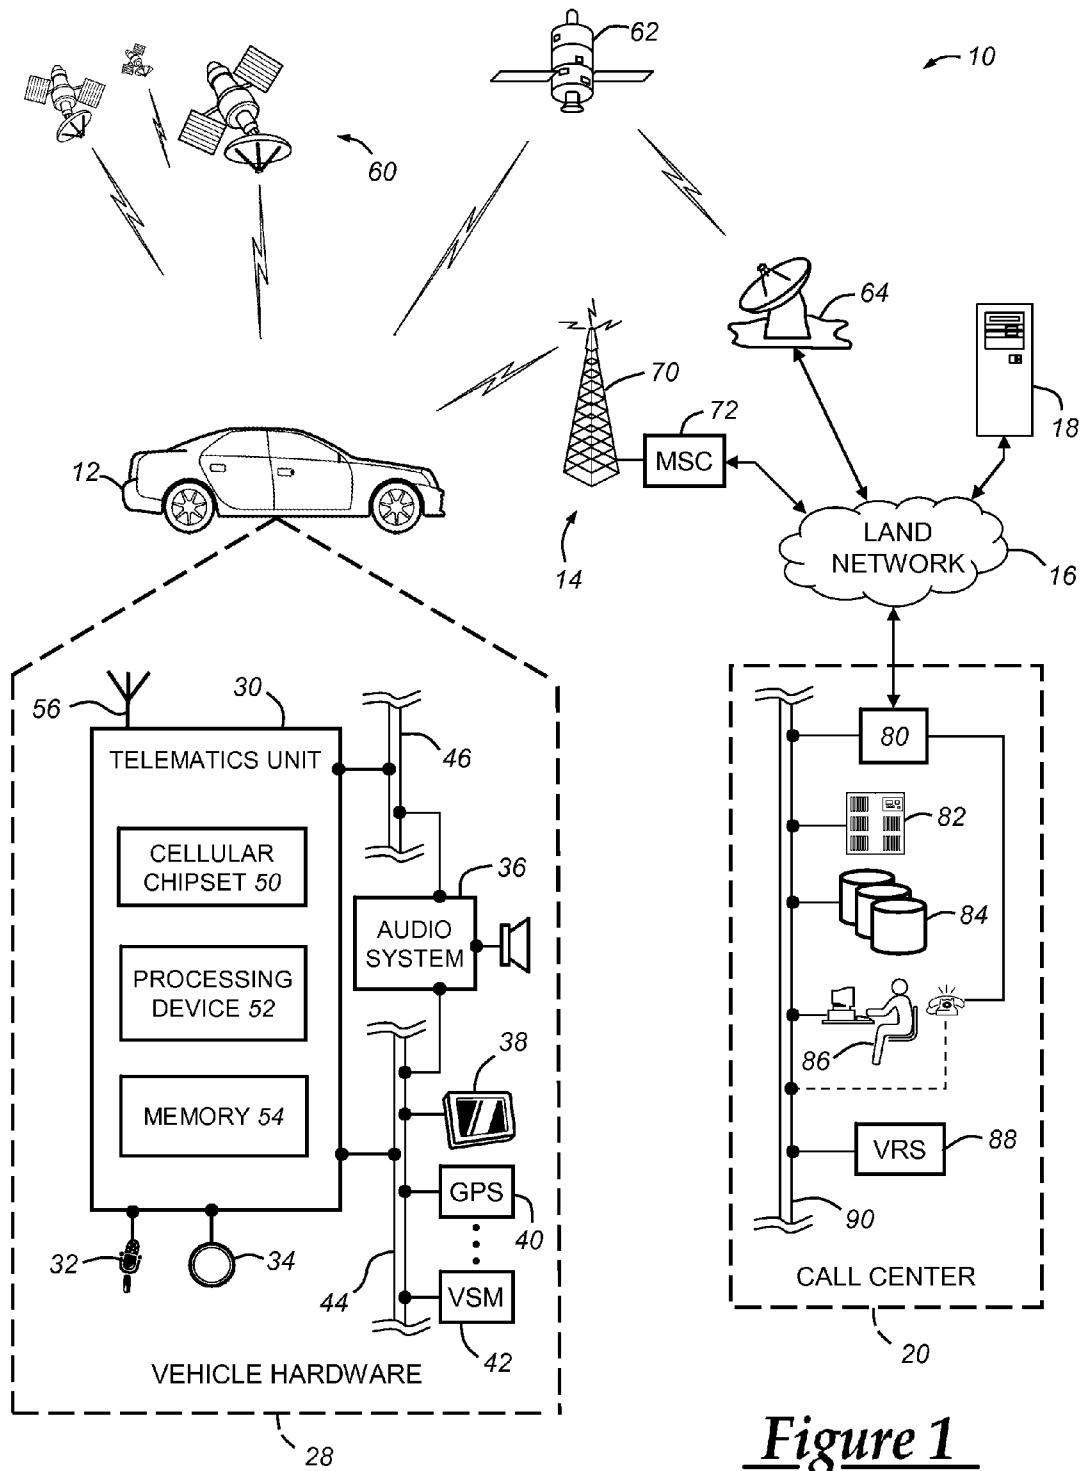 62
10
60
64
70
18
72
MSC
12
LAND
NETWORK
16
14
56
30
46
TELEMATICS UNIT
80
82
CELLULAR
CHIPSET 50
36
84
AUDIO
SYSTEM
PROCESSING
DEVICE 52
38
86
MEMORY 54
VRS
88
GPS
40
90
32
34
44
VSM
CALL CENTER
42
20
VEHICLE HARDWARE
28
Figure 1